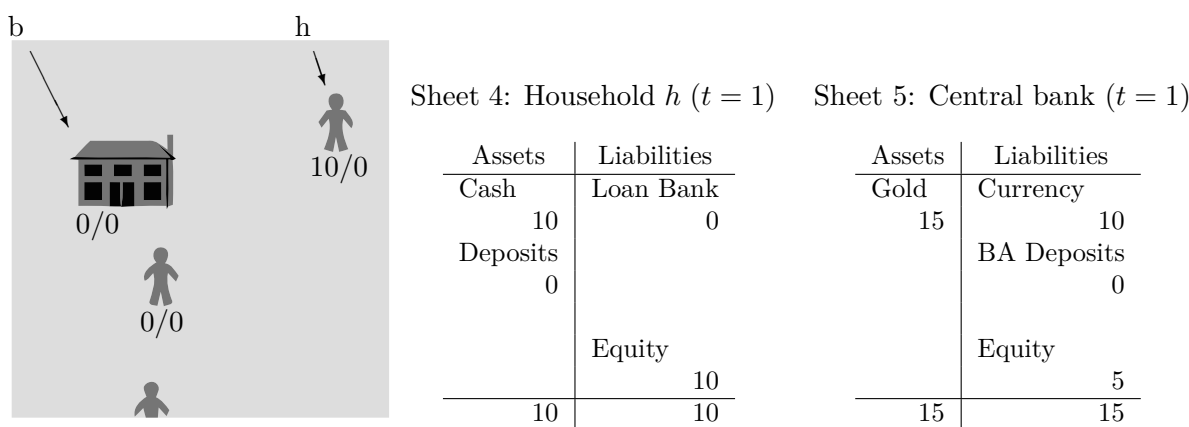 b h
10/0
0/0
0/0
Sheet 4: Household h (t = 1)
Assets Liabilities
Cash Loan Bank
10 0
Deposits
0
Equity
10
10 10
Sheet 5: Central bank (t = 1)
Assets Liabilities
Gold Currency
15 10
BA Deposits
0
Equity
5
15 15